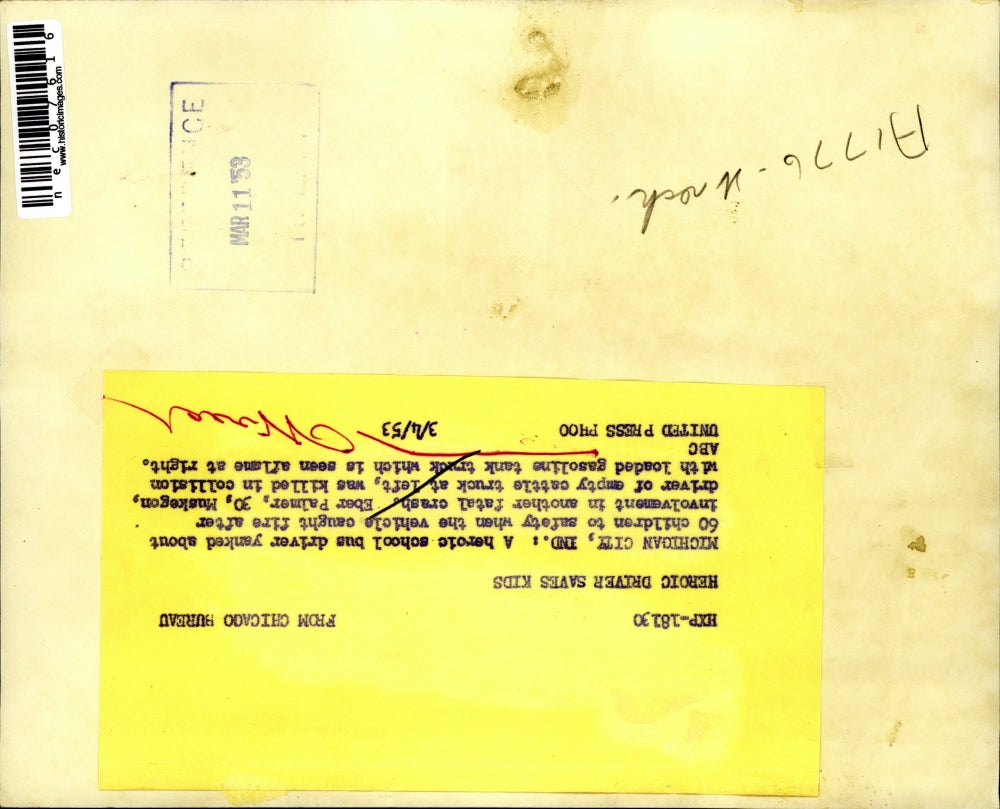 HXP-18130 FROM CHICAGO BUREAU
HEROIC DRIVER SAVES KIDS
MICHIGAN CITY, IND.: A heroic school bus driver yanked about
60 children to safety when the vehicle caught fire after
involvement in another fatal crash. Eber Palmer, 30, Muskegon,
driver of empty cattle truck at left, was killed in collision
with loaded gasoline tank truck which is seen aflame at right.
ABC
UNITED PRESS PHOO 3/4/53
A1776-
MAR 11 '53
nec07616
www.historicimages.com